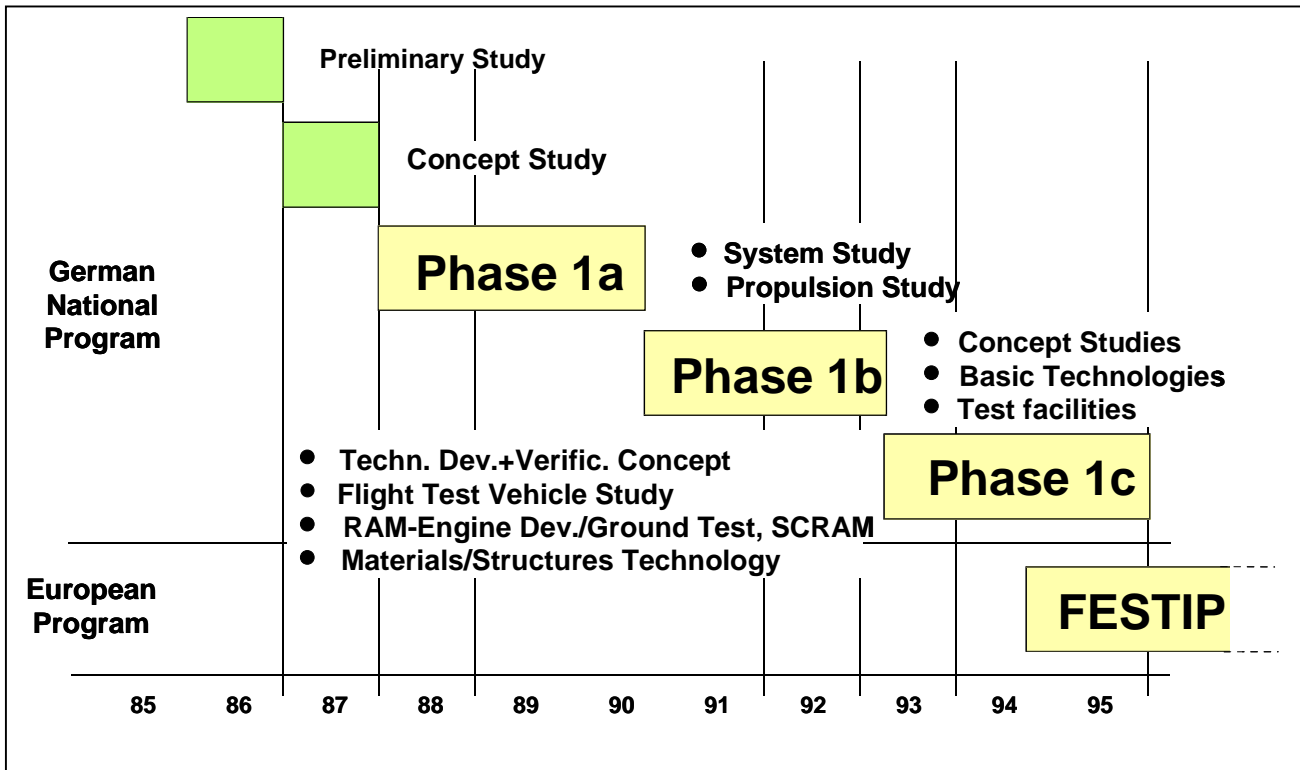 Preliminary Study
Concept Study
German
National
Program
Phase 1a
● System Study
● Propulsion Study
Phase 1b
● Concept Studies
● Basic Technologies
● Test facilities
● Techn. Dev.+Verific. Concept
● Flight Test Vehicle Study
● RAM-Engine Dev./Ground Test, SCRAM
● Materials/Structures Technology
Phase 1c
European
Program
FESTIP
85 86 87 88 89 90 91 92 93 94 95